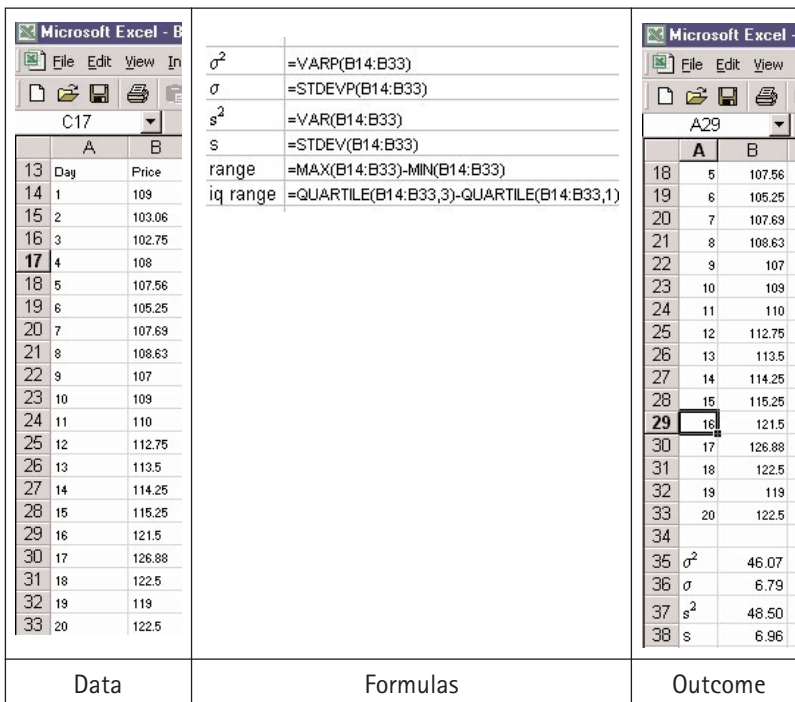 Microsoft Excel - B
File Edit View In
C17
A B
13 Day Price
14 1 109
15 2 103.06
16 3 102.75
17 4 108
18 5 107.56
19 6 105.25
20 7 107.69
21 8 108.63
22 9 107
23 10 109
24 11 110
25 12 112.75
26 13 113.5
27 14 114.25
28 15 115.25
29 16 121.5
30 17 126.88
31 18 122.5
32 19 119
33 20 122.5
Data
σ² =VARP(B14:B33)
σ =STDEVP(B14:B33)
s² =VAR(B14:B33)
s =STDEV(B14:B33)
range =MAX(B14:B33)-MIN(B14:B33)
iq range =QUARTILE(B14:B33,3)-QUARTILE(B14:B33,1)
Formulas
Microsoft Excel -
File Edit View
A29
A B
18 5 107.56
19 6 105.25
20 7 107.69
21 8 108.63
22 9 107
23 10 109
24 11 110
25 12 112.75
26 13 113.5
27 14 114.25
28 15 115.25
29 16 121.5
30 17 126.88
31 18 122.5
32 19 119
33 20 122.5
34
35 σ² 46.07
36 σ 6.79
37 s² 48.50
38 s 6.96
Outcome